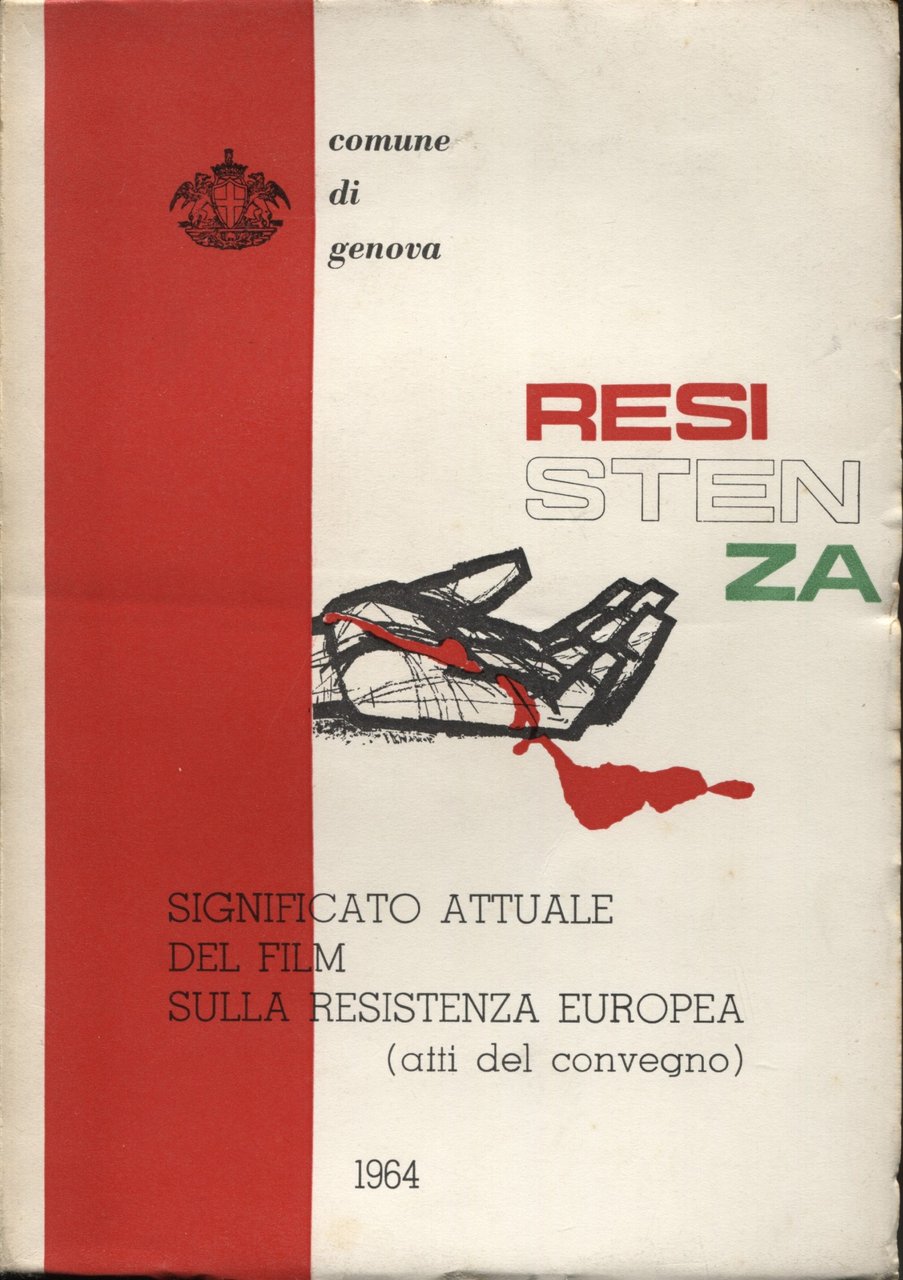 comune
di
genova
RESI
STEN
ZA
SIGNIFICATO ATTUALE
DEL FILM
SULLA RESISTENZA EUROPEA
(atti del convegno)
1964